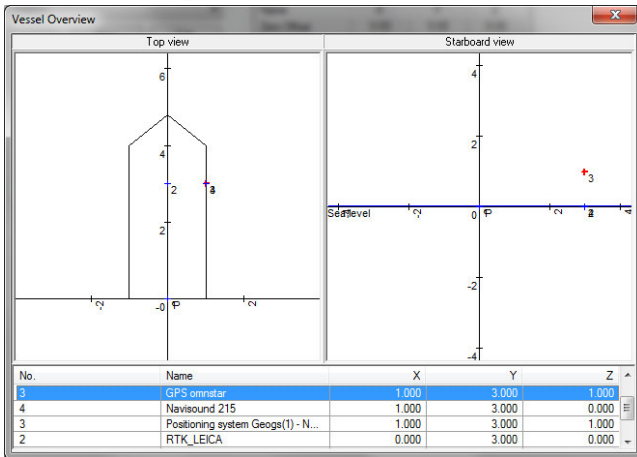 Vessel Overview
Top view
Starboard view
6
4
2
2
3
-2
-0
2
4
2
3
Sealevel
-2
0
2
4
-2
-4
No. Name X Y Z
3 GPS omnstar 1.000 3.000 1.000
4 Navisound 215 1.000 3.000 0.000
3 Positioning system Geogs(1) - N... 1.000 3.000 1.000
2 RTK_LEICA 0.000 3.000 0.000